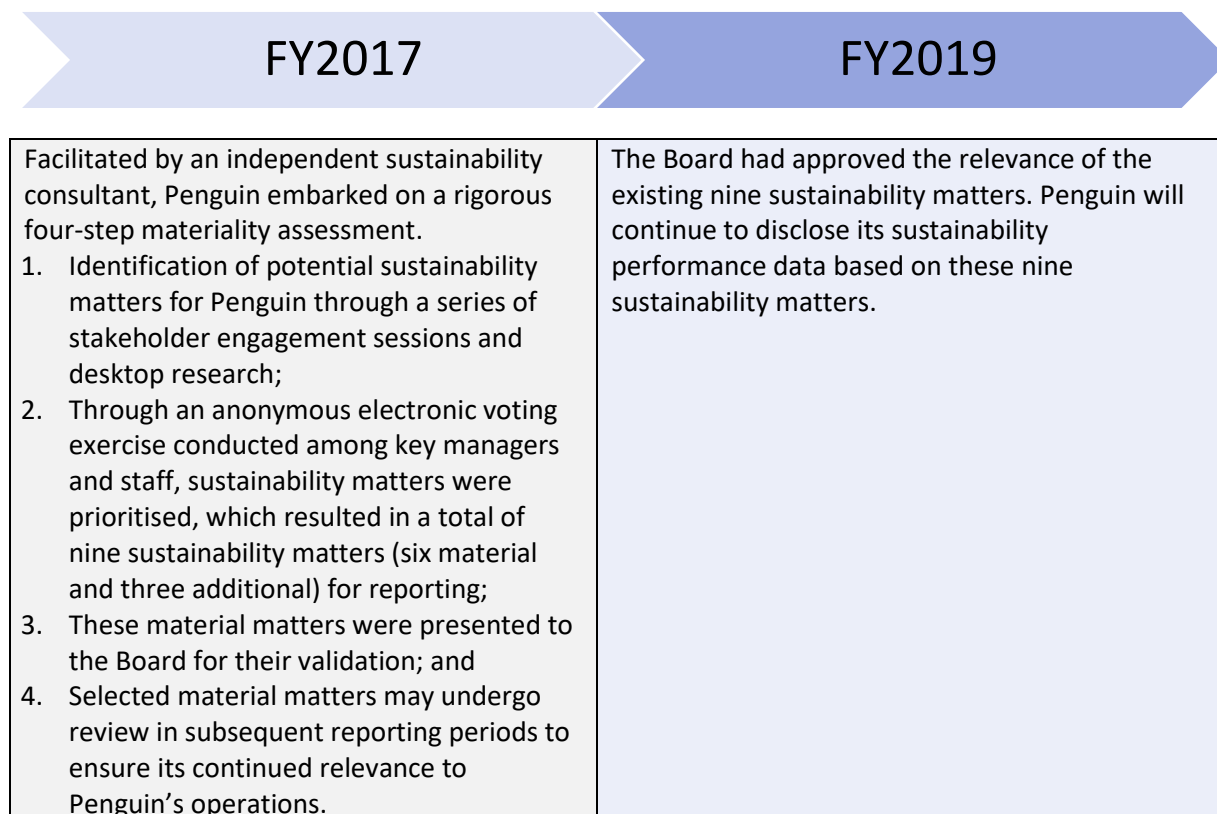 FY2017
FY2019
Facilitated by an independent sustainability
consultant, Penguin embarked on a rigorous
four-step materiality assessment.
1. Identification of potential sustainability
matters for Penguin through a series of
stakeholder engagement sessions and
desktop research;
2. Through an anonymous electronic voting
exercise conducted among key managers
and staff, sustainability matters were
prioritised, which resulted in a total of
nine sustainability matters (six material
and three additional) for reporting;
3. These material matters were presented to
the Board for their validation; and
4. Selected material matters may undergo
review in subsequent reporting periods to
ensure its continued relevance to
Penguin's operations.
The Board had approved the relevance of the
existing nine sustainability matters. Penguin will
continue to disclose its sustainability
performance data based on these nine
sustainability matters.